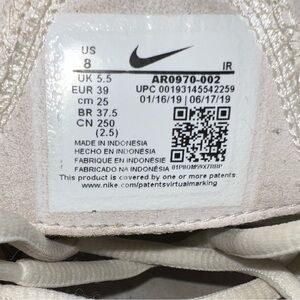 US
8 IR
UK 5.5 AR0970-002
EUR 39 UPC 00193145542259
cm 25 01/16/19 | 06/17/19
BR 37.5
CN 250
(2.5)
MADE IN INDONESIA
HECHO EN INDONESIA
FABRIQUE EN INDONESIE
FABRICADO NA INDONÉSIA
This product is covered by one or more patents.
www.nike.com/patentsvirtualmarking